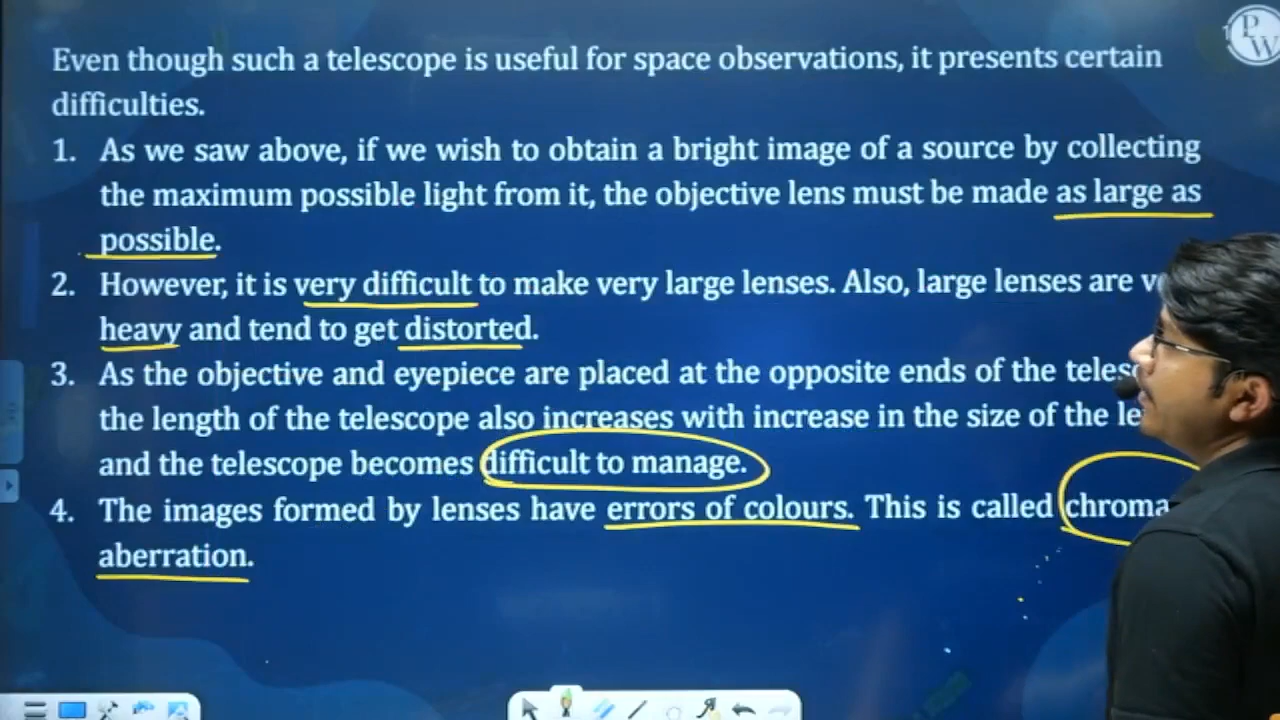 PW
Even though such a telescope is useful for space observations, it presents certain
difficulties.
1. As we saw above, if we wish to obtain a bright image of a source by collecting
the maximum possible light from it, the objective lens must be made as large as
possible.
2. However, it is very difficult to make very large lenses. Also, large lenses are
heavy and tend to get distorted.
3. As the objective and eyepiece are placed at the opposite ends of the
the length of the telescope also increases with increase in the size of the
and the telescope becomes difficult to manage.
4. The images formed by lenses have errors of colours. This is called
aberration.